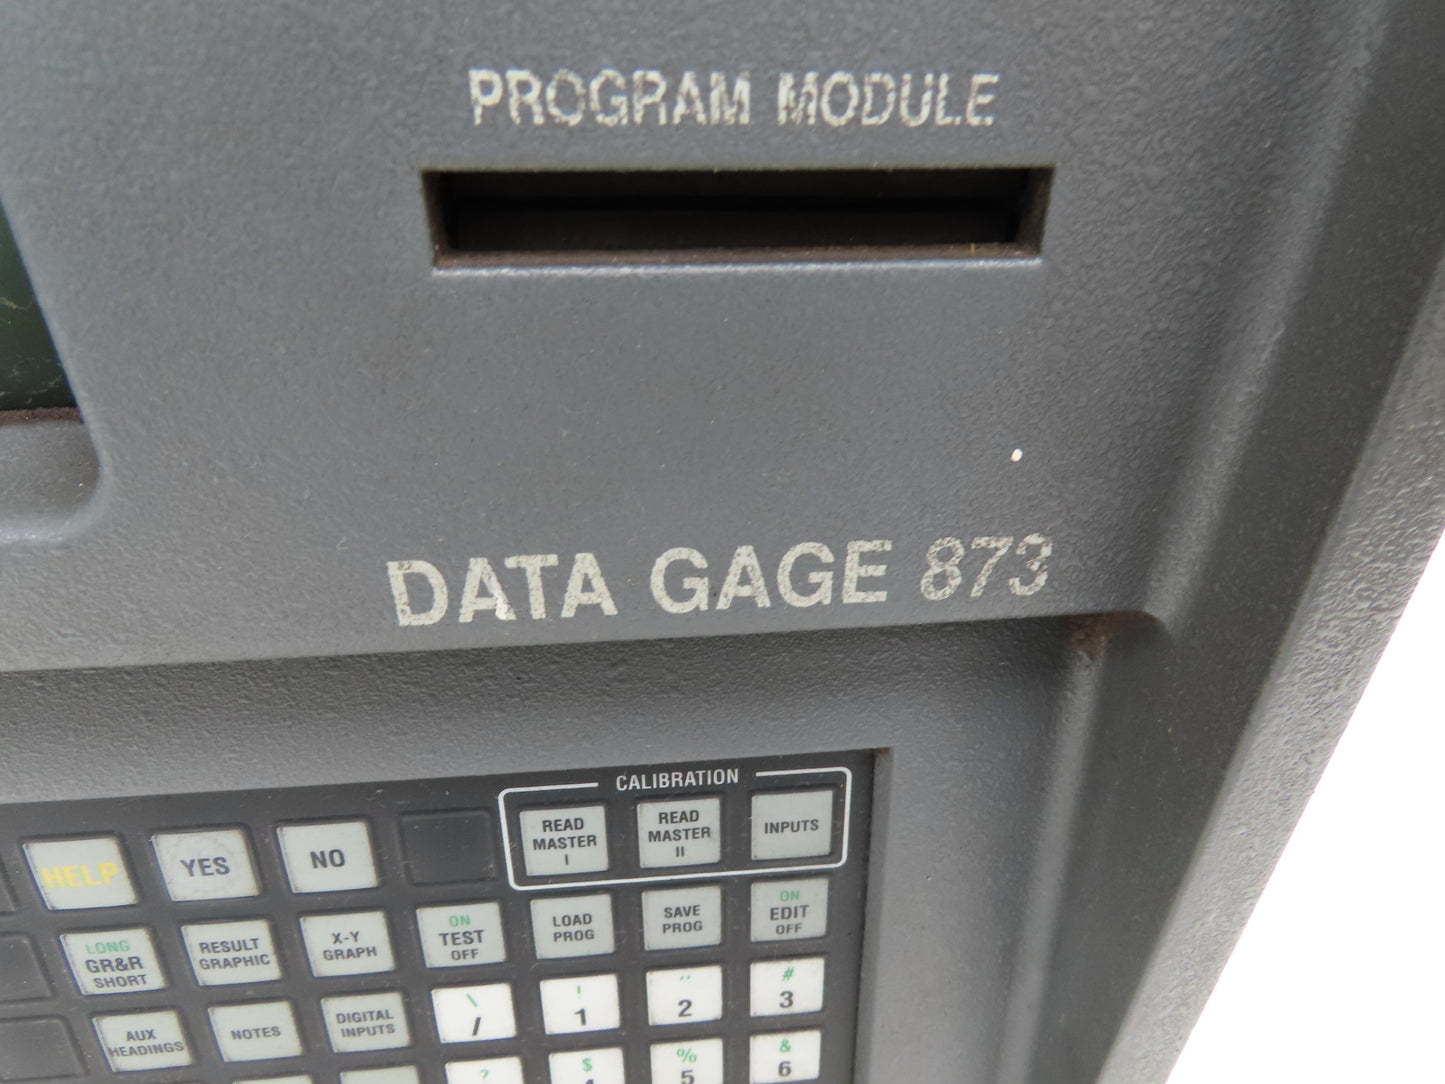 PROGRAM MODULE
DATA GAGE 873
CALIBRATION
READ
MASTER
I
READ
MASTER
II
INPUTS
HELP
YES
NO
LONG
GR&R
SHORT
RESULT
GRAPHIC
X-Y
GRAPH
ON
TEST
OFF
LOAD
PROG
SAVE
PROG
ON
EDIT
OFF
AUX
HEADINGS
NOTES
DIGITAL
INPUTS
\
/
!
1
"
2
#
3
?
$
4
%
5
&
6